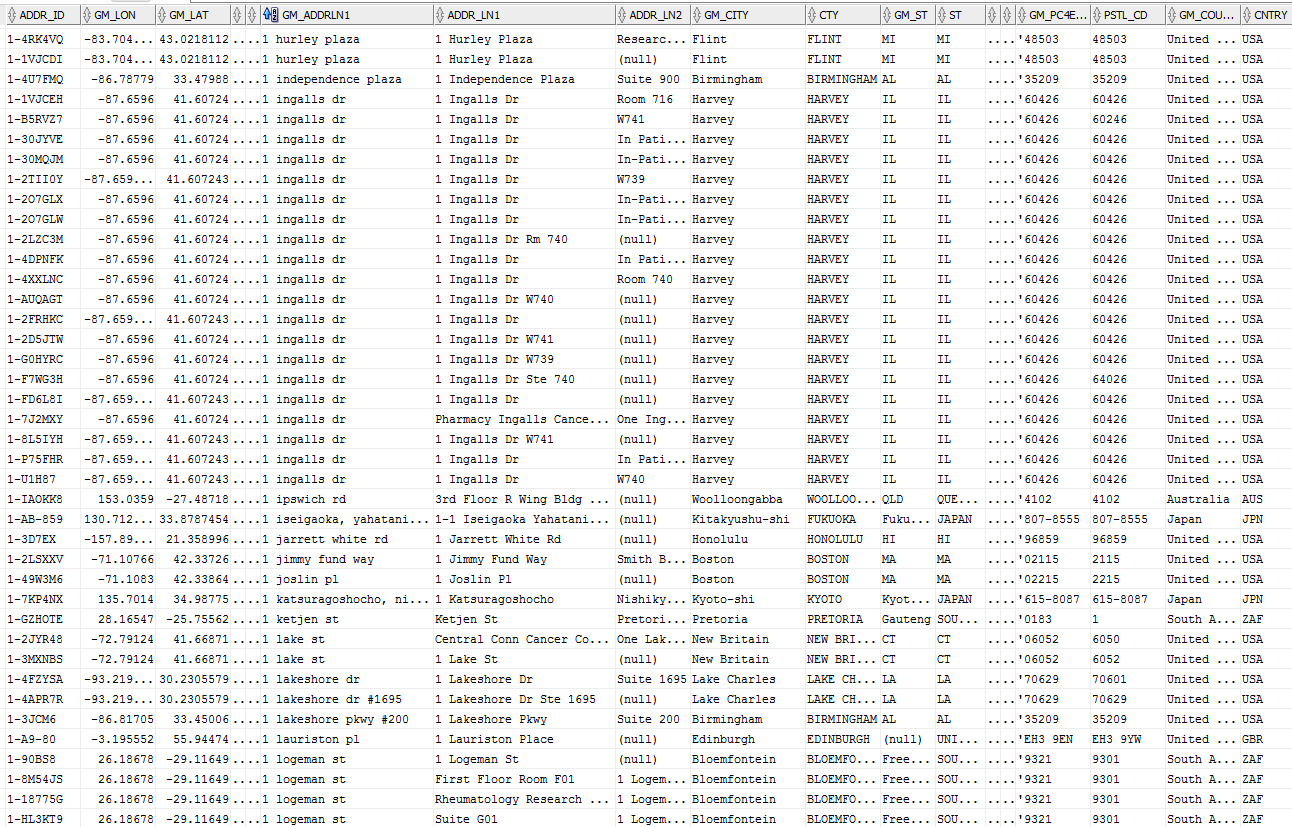 ADDR_ID GM_LON GM_LAT GM_ADDRLN1 ADDR_LN1 ADDR_LN2 GM_CITY CTY GM_ST ST GM_PC4E... PSTL_CD GM_COU... CNTRY
1-4RK4VQ -83.704... 43.0218112 .... 1 hurley plaza 1 Hurley Plaza Researc... Flint FLINT MI MI .... '48503 48503 United ... USA
1-1VJCDI -83.704... 43.0218112 .... 1 hurley plaza 1 Hurley Plaza (null) Flint FLINT MI MI .... '48503 48503 United ... USA
1-4U7FMQ -86.78779 33.47988 .... 1 independence plaza 1 Independence Plaza Suite 900 Birmingham BIRMINGHAM AL AL .... '35209 35209 United ... USA
1-1VJCEH -87.6596 41.60724 .... 1 ingalls dr 1 Ingalls Dr Room 716 Harvey HARVEY IL IL .... '60426 60426 United ... USA
1-B5RVZ7 -87.6596 41.60724 .... 1 ingalls dr 1 Ingalls Dr W741 Harvey HARVEY IL IL .... '60426 60246 United ... USA
1-30JYVE -87.6596 41.60724 .... 1 ingalls dr 1 Ingalls Dr In Pati... Harvey HARVEY IL IL .... '60426 60426 United ... USA
1-30MQJM -87.6596 41.60724 .... 1 ingalls dr 1 Ingalls Dr In-Pati... Harvey HARVEY IL IL .... '60426 60426 United ... USA
1-2TII0Y -87.659... 41.607243 .... 1 ingalls dr 1 Ingalls Dr W739 Harvey HARVEY IL IL .... '60426 60426 United ... USA
1-2O7GLX -87.6596 41.60724 .... 1 ingalls dr 1 Ingalls Dr In-Pati... Harvey HARVEY IL IL .... '60426 60426 United ... USA
1-2O7GLW -87.6596 41.60724 .... 1 ingalls dr 1 Ingalls Dr In-Pati... Harvey HARVEY IL IL .... '60426 60426 United ... USA
1-2LZC3M -87.6596 41.60724 .... 1 ingalls dr 1 Ingalls Dr Rm 740 (null) Harvey HARVEY IL IL .... '60426 60426 United ... USA
1-4DPNFK -87.6596 41.60724 .... 1 ingalls dr 1 Ingalls Dr In Pati... Harvey HARVEY IL IL .... '60426 60426 United ... USA
1-4XXLNC -87.6596 41.60724 .... 1 ingalls dr 1 Ingalls Dr Room 740 Harvey HARVEY IL IL .... '60426 60426 United ... USA
1-AUQAGT -87.6596 41.60724 .... 1 ingalls dr 1 Ingalls Dr W740 (null) Harvey HARVEY IL IL .... '60426 60426 United ... USA
1-2FRHKC -87.659... 41.607243 .... 1 ingalls dr 1 Ingalls Dr (null) Harvey HARVEY IL IL .... '60426 60426 United ... USA
1-2D5JTW -87.6596 41.60724 .... 1 ingalls dr 1 Ingalls Dr W741 (null) Harvey HARVEY IL IL .... '60426 60426 United ... USA
1-G0HYRC -87.6596 41.60724 .... 1 ingalls dr 1 Ingalls Dr W739 (null) Harvey HARVEY IL IL .... '60426 60426 United ... USA
1-F7WG3H -87.6596 41.60724 .... 1 ingalls dr 1 Ingalls Dr Ste 740 (null) Harvey HARVEY IL IL .... '60426 64026 United ... USA
1-FD6L8I -87.659... 41.607243 .... 1 ingalls dr 1 Ingalls Dr (null) Harvey HARVEY IL IL .... '60426 60426 United ... USA
1-7J2MXY -87.6596 41.60724 .... 1 ingalls dr Pharmacy Ingalls Cance... One Ing... Harvey HARVEY IL IL .... '60426 60426 United ... USA
1-8L5IYH -87.659... 41.607243 .... 1 ingalls dr 1 Ingalls Dr W741 (null) Harvey HARVEY IL IL .... '60426 60426 United ... USA
1-P75FHR -87.659... 41.607243 .... 1 ingalls dr 1 Ingalls Dr In Pati... Harvey HARVEY IL IL .... '60426 60426 United ... USA
1-U1H87 -87.659... 41.607243 .... 1 ingalls dr 1 Ingalls Dr W740 Harvey HARVEY IL IL .... '60426 60426 United ... USA
1-IAOKK8 153.0359 -27.48718 .... 1 ipswich rd 3rd Floor R Wing Bldg ... (null) Woolloongabba WOOLLOO... QLD QUE... .... '4102 4102 Australia AUS
1-AB-859 130.712... 33.8787454 .... 1 iseigaoka, yahatani... 1-1 Iseigaoka Yahatani... (null) Kitakyushu-shi FUKUOKA Fuku... JAPAN .... '807-8555 807-8555 Japan JPN
1-3D7EX -157.89... 21.358996 .... 1 jarrett white rd 1 Jarrett White Rd (null) Honolulu HONOLULU HI HI .... '96859 96859 United ... USA
1-2LSXXV -71.10766 42.33726 .... 1 jimmy fund way 1 Jimmy Fund Way Smith B... Boston BOSTON MA MA .... '02115 2115 United ... USA
1-49W3M6 -71.1083 42.33864 .... 1 joslin pl 1 Joslin Pl (null) Boston BOSTON MA MA .... '02215 2215 United ... USA
1-7KP4NX 135.7014 34.98775 .... 1 katsuragoshocho, ni... 1 Katsuragoshocho Nishiky... Kyoto-shi KYOTO Kyot... JAPAN .... '615-8087 615-8087 Japan JPN
1-GZHOTE 28.16547 -25.75562 .... 1 ketjen st Ketjen St Pretori... Pretoria PRETORIA Gauteng SOU... .... '0183 1 South A... ZAF
1-2JYR48 -72.79124 41.66871 .... 1 lake st Central Conn Cancer Co... One Lak... New Britain NEW BRI... CT CT .... '06052 6050 United ... USA
1-3MXNBS -72.79124 41.66871 .... 1 lake st 1 Lake St (null) New Britain NEW BRI... CT CT .... '06052 6052 United ... USA
1-4FZYSA -93.219... 30.2305579 .... 1 lakeshore dr 1 Lakeshore Dr Suite 1695 Lake Charles LAKE CH... LA LA .... '70629 70601 United ... USA
1-4APR7R -93.219... 30.2305579 .... 1 lakeshore dr #1695 1 Lakeshore Dr Ste 1695 (null) Lake Charles LAKE CH... LA LA .... '70629 70629 United ... USA
1-3JCM6 -86.81705 33.45006 .... 1 lakeshore pkwy #200 1 Lakeshore Pkwy Suite 200 Birmingham BIRMINGHAM AL AL .... '35209 35209 United ... USA
1-A9-80 -3.195552 55.94474 .... 1 lauriston pl 1 Lauriston Place (null) Edinburgh EDINBURGH (null) UNI... .... 'EH3 9EN EH3 9YW United ... GBR
1-90BS8 26.18678 -29.11649 .... 1 logeman st 1 Logeman St (null) Bloemfontein BLOEMFO... Free... SOU... .... '9321 9301 South A... ZAF
1-8M54JS 26.18678 -29.11649 .... 1 logeman st First Floor Room F01 1 Logem... Bloemfontein BLOEMFO... Free... SOU... .... '9321 9301 South A... ZAF
1-18775G 26.18678 -29.11649 .... 1 logeman st Rheumatology Research ... 1 Logem... Bloemfontein BLOEMFO... Free... SOU... .... '9321 9301 South A... ZAF
1-HL3KT9 26.18678 -29.11649 .... 1 logeman st Suite G01 1 Logem... Bloemfontein BLOEMFO... Free... SOU... .... '9321 9301 South A... ZAF